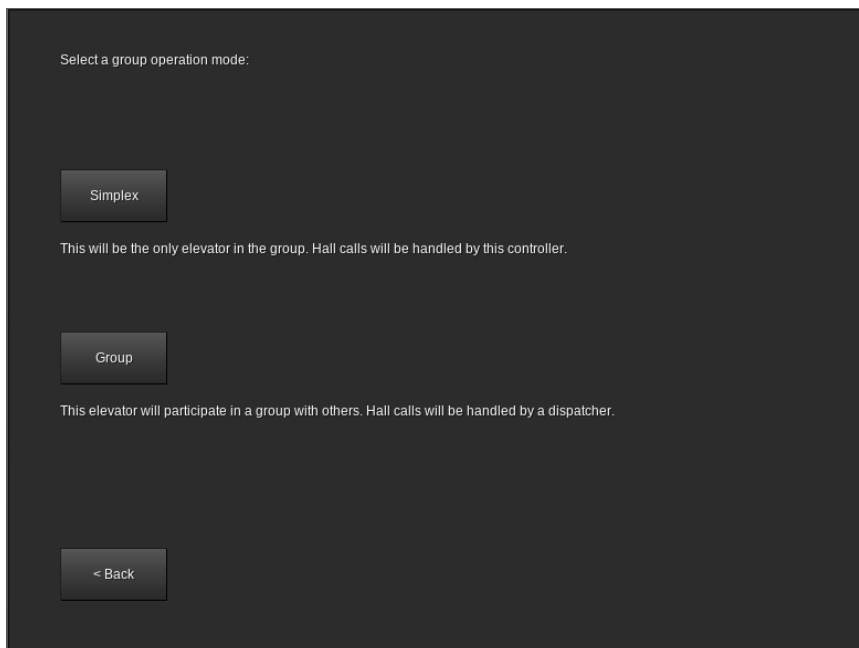 Select a group operation mode:
Simplex
This will be the only elevator in the group. Hall calls will be handled by this controller.
Group
This elevator will participate in a group with others. Hall calls will be handled by a dispatcher.
< Back